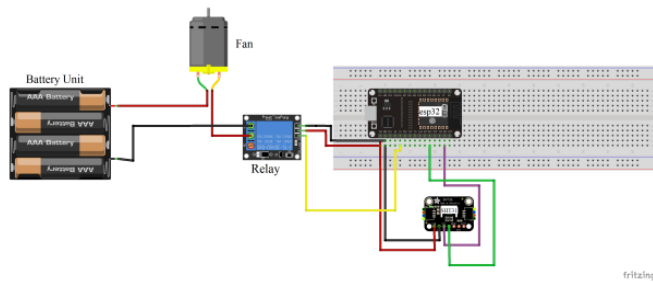 Fan
Battery Unit
AAA Battery
AAA Battery
AAA Battery
AAA Battery
esp32
Relay
fritzing